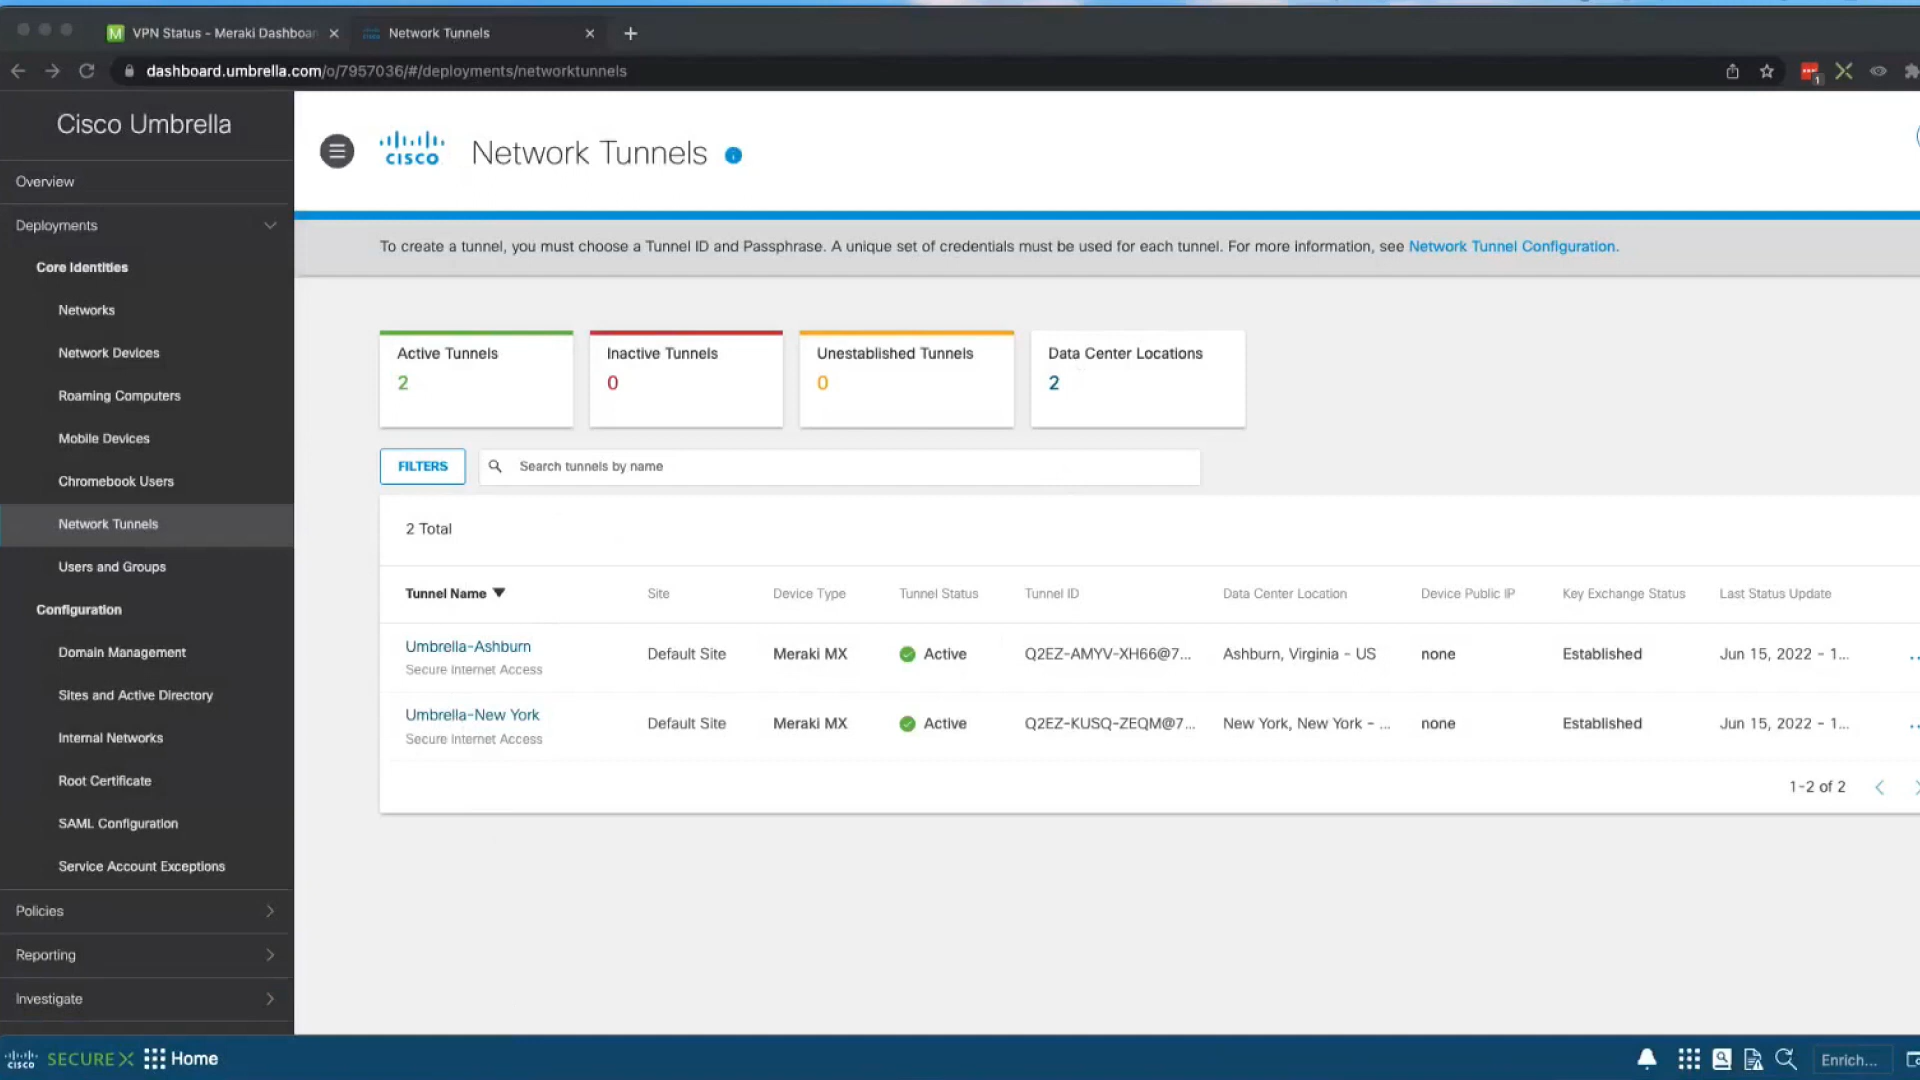 VPN Status - Meraki Dashboar
Network Tunnels
dashboard.umbrella.com/o/7957036/#/deployments/networktunnels
1
Cisco Umbrella
Overview
Deployments
Core Identities
Networks
Network Devices
Roaming Computers
Mobile Devices
Chromebook Users
Network Tunnels
Users and Groups
Configuration
Domain Management
Sites and Active Directory
Internal Networks
Root Certificate
SAML Configuration
Service Account Exceptions
Policies
Reporting
Investigate
CISCO
Network Tunnels
To create a tunnel, you must choose a Tunnel ID and Passphrase. A unique set of credentials must be used for each tunnel. For more information, see Network Tunnel Configuration.
Active Tunnels
2
Inactive Tunnels
0
Unestablished Tunnels
0
Data Center Locations
2
FILTERS
Search tunnels by name
2 Total
Tunnel Name ▼ Site Device Type Tunnel Status Tunnel ID Data Center Location Device Public IP Key Exchange Status Last Status Update
Umbrella-Ashburn Default Site Meraki MX Active Q2EZ-AMYV-XH66@7... Ashburn, Virginia - US none Established Jun 15, 2022 - 1...
Secure Internet Access
Umbrella-New York Default Site Meraki MX Active Q2EZ-KUSQ-ZEQM@7... New York, New York - ... none Established Jun 15, 2022 - 1...
Secure Internet Access
1-2 of 2
CISCO SECUREX Home
Enrich...